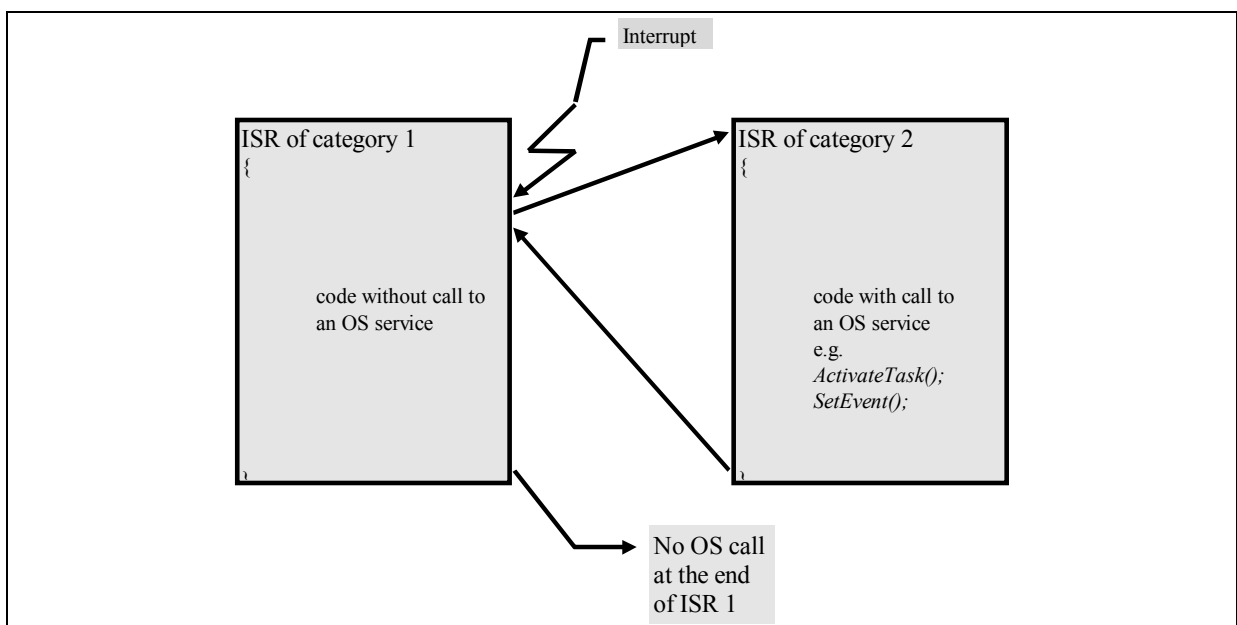 Interrupt
ISR of category 1
{
code without call to
an OS service
}
ISR of category 2
{
code with call to
an OS service
e.g.
ActivateTask();
SetEvent();
}
No OS call
at the end
of ISR 1